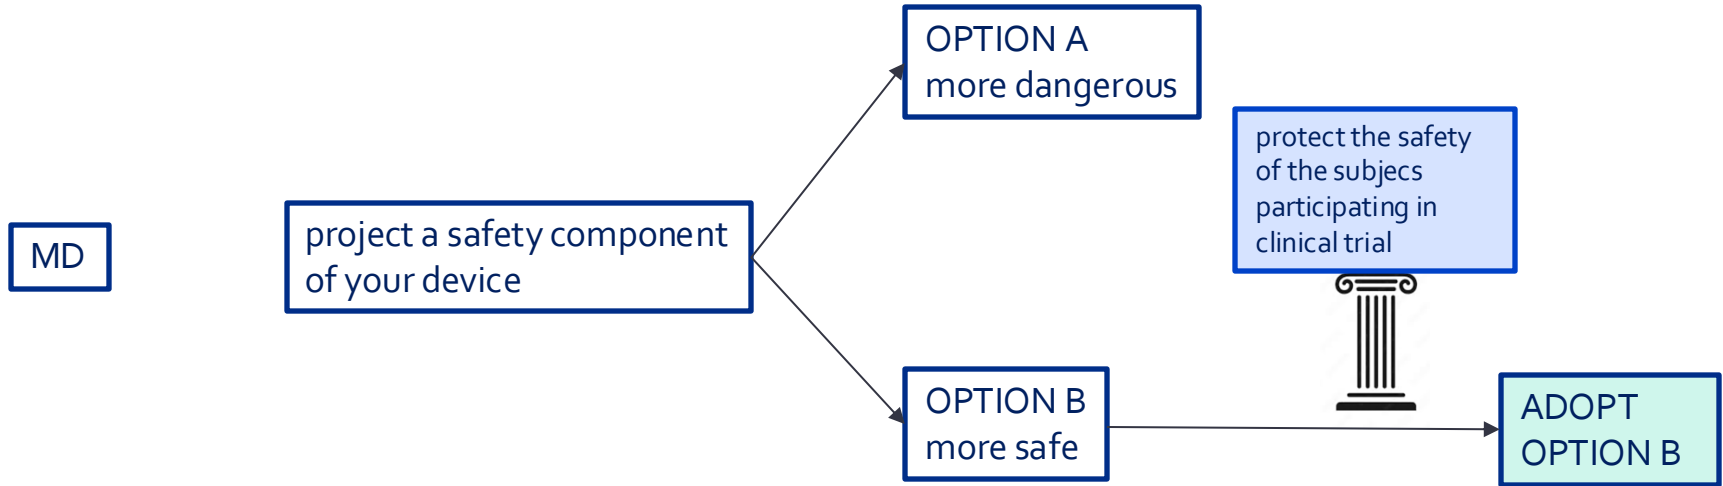 MD
project a safety component
of your device
OPTION A
more dangerous
OPTION B
more safe
protect the safety
of the subjecs
participating in
clinical trial
ADOPT
OPTION B